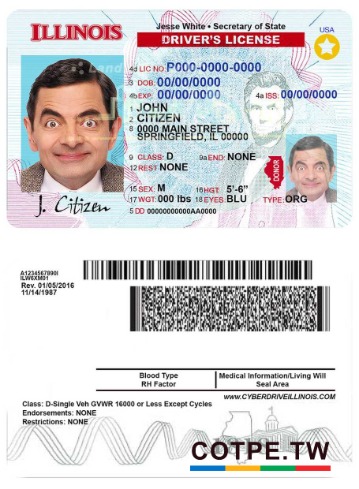 Jesse White • Secretary of State
ILLINOIS
DRIVER'S LICENSE
USA
4d LIC NO: P000-0000-0000
3 DOB: 00/00/0000
4b EXP: 00/00/0000
4a ISS: 00/00/0000
1 JOHN
2 CITIZEN
8 0000 MAIN STREET
SPRINGFIELD, IL 00000
9 CLASS: D
9a END: NONE
12 REST NONE
DONOR
15 SEX M
16 HGT 5'-6"
17 WGT 000 lbs
18 EYES BLU
TYPE: ORG
5 DD 00000000000AA0000
J. Citizen
A1234567890I
ILW6XM01
Rev. 01/05/2016
11/14/1987
Blood Type
RH Factor
Medical Information/Living Will
Seal Area
www.CYBERDRIVEILLINOIS.COM
Class: D-Single Veh GVWR 16000 or Less Except Cycles
Endorsements: NONE
Restrictions: NONE
COTPE.TW